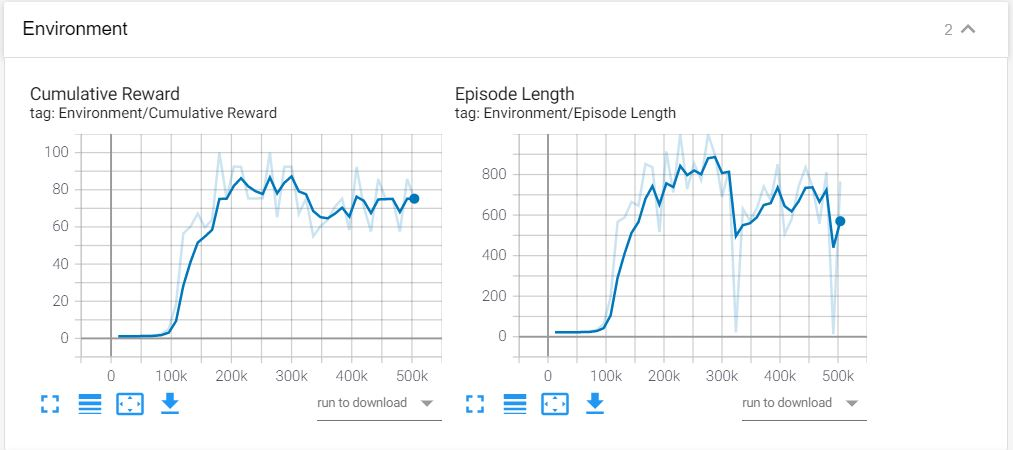 Environment
2
Cumulative Reward
tag: Environment/Cumulative Reward
100
80
60
40
20
0
0 100k 200k 300k 400k 500k
run to download
Episode Length
tag: Environment/Episode Length
800
600
400
200
0
0 100k 200k 300k 400k 500k
run to download